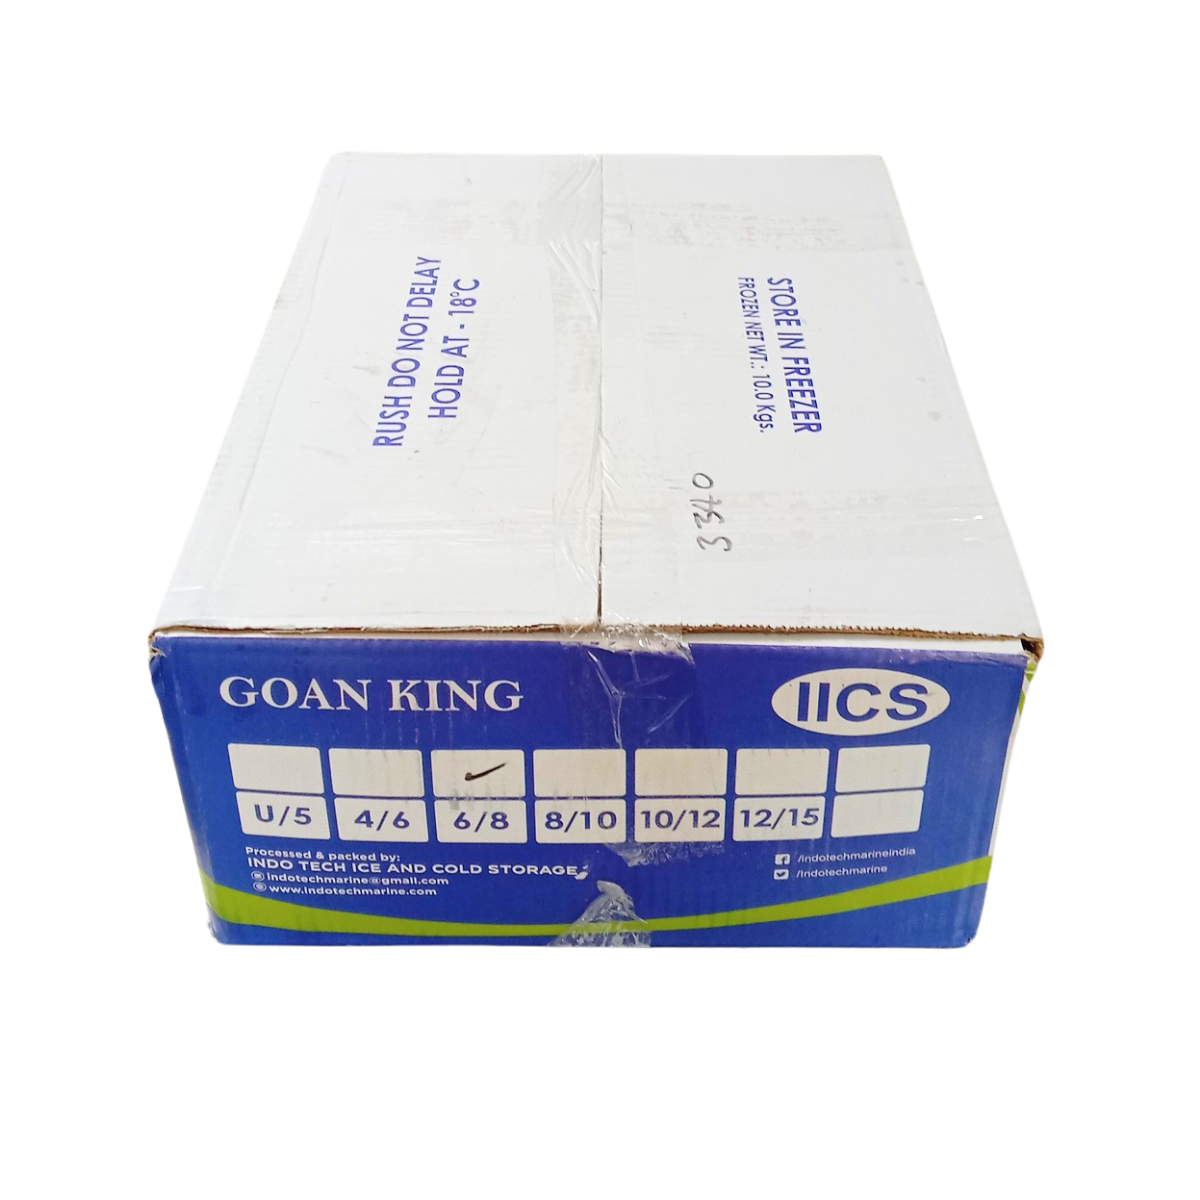 RUSH DO NOT DELAY
HOLD AT - 18°C
STORE IN FREEZER
FROZEN NET WT.: 10.0 Kgs.
3340
GOAN KING
IICS
U/5 4/6 6/8 8/10 10/12 12/15
Processed & packed by:
INDO TECH ICE AND COLD STORAGE
indotechmarine@gmail.com
www.indotechmarine.com
/indotechmarineindia
/indotechmarine